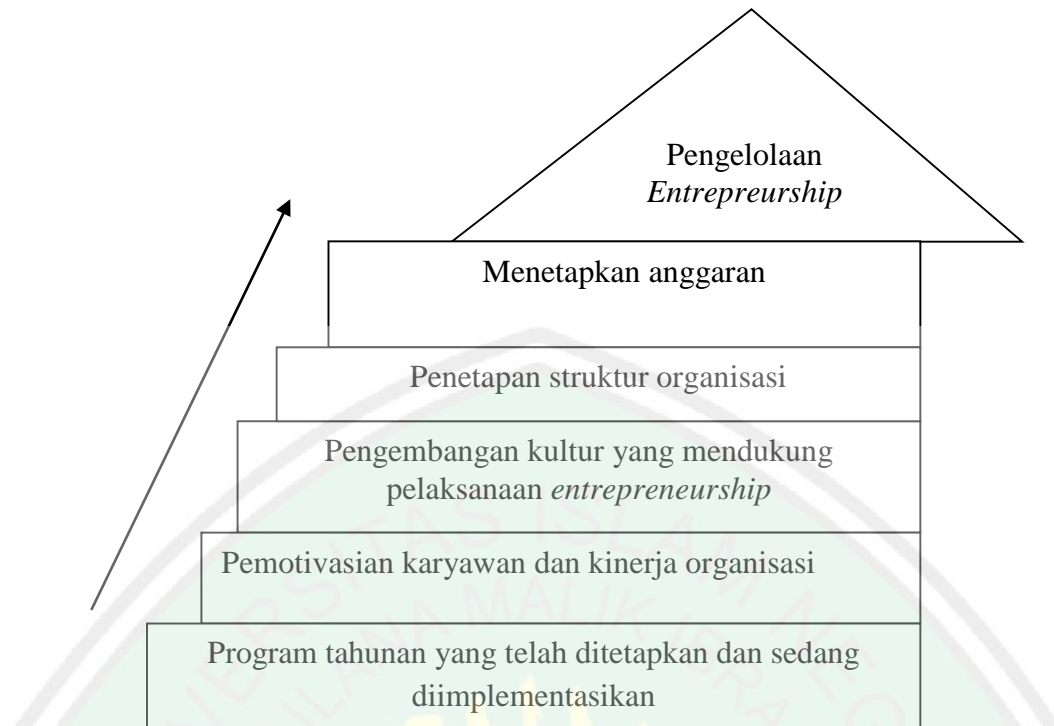 Pengelolaan
Entrepreurship
Menetapkan anggaran
Penetapan struktur organisasi
Pengembangan kultur yang mendukung
pelaksanaan entrepreneurship
Pemotivasian karyawan dan kinerja organisasi
Program tahunan yang telah ditetapkan dan sedang
diimplementasikan